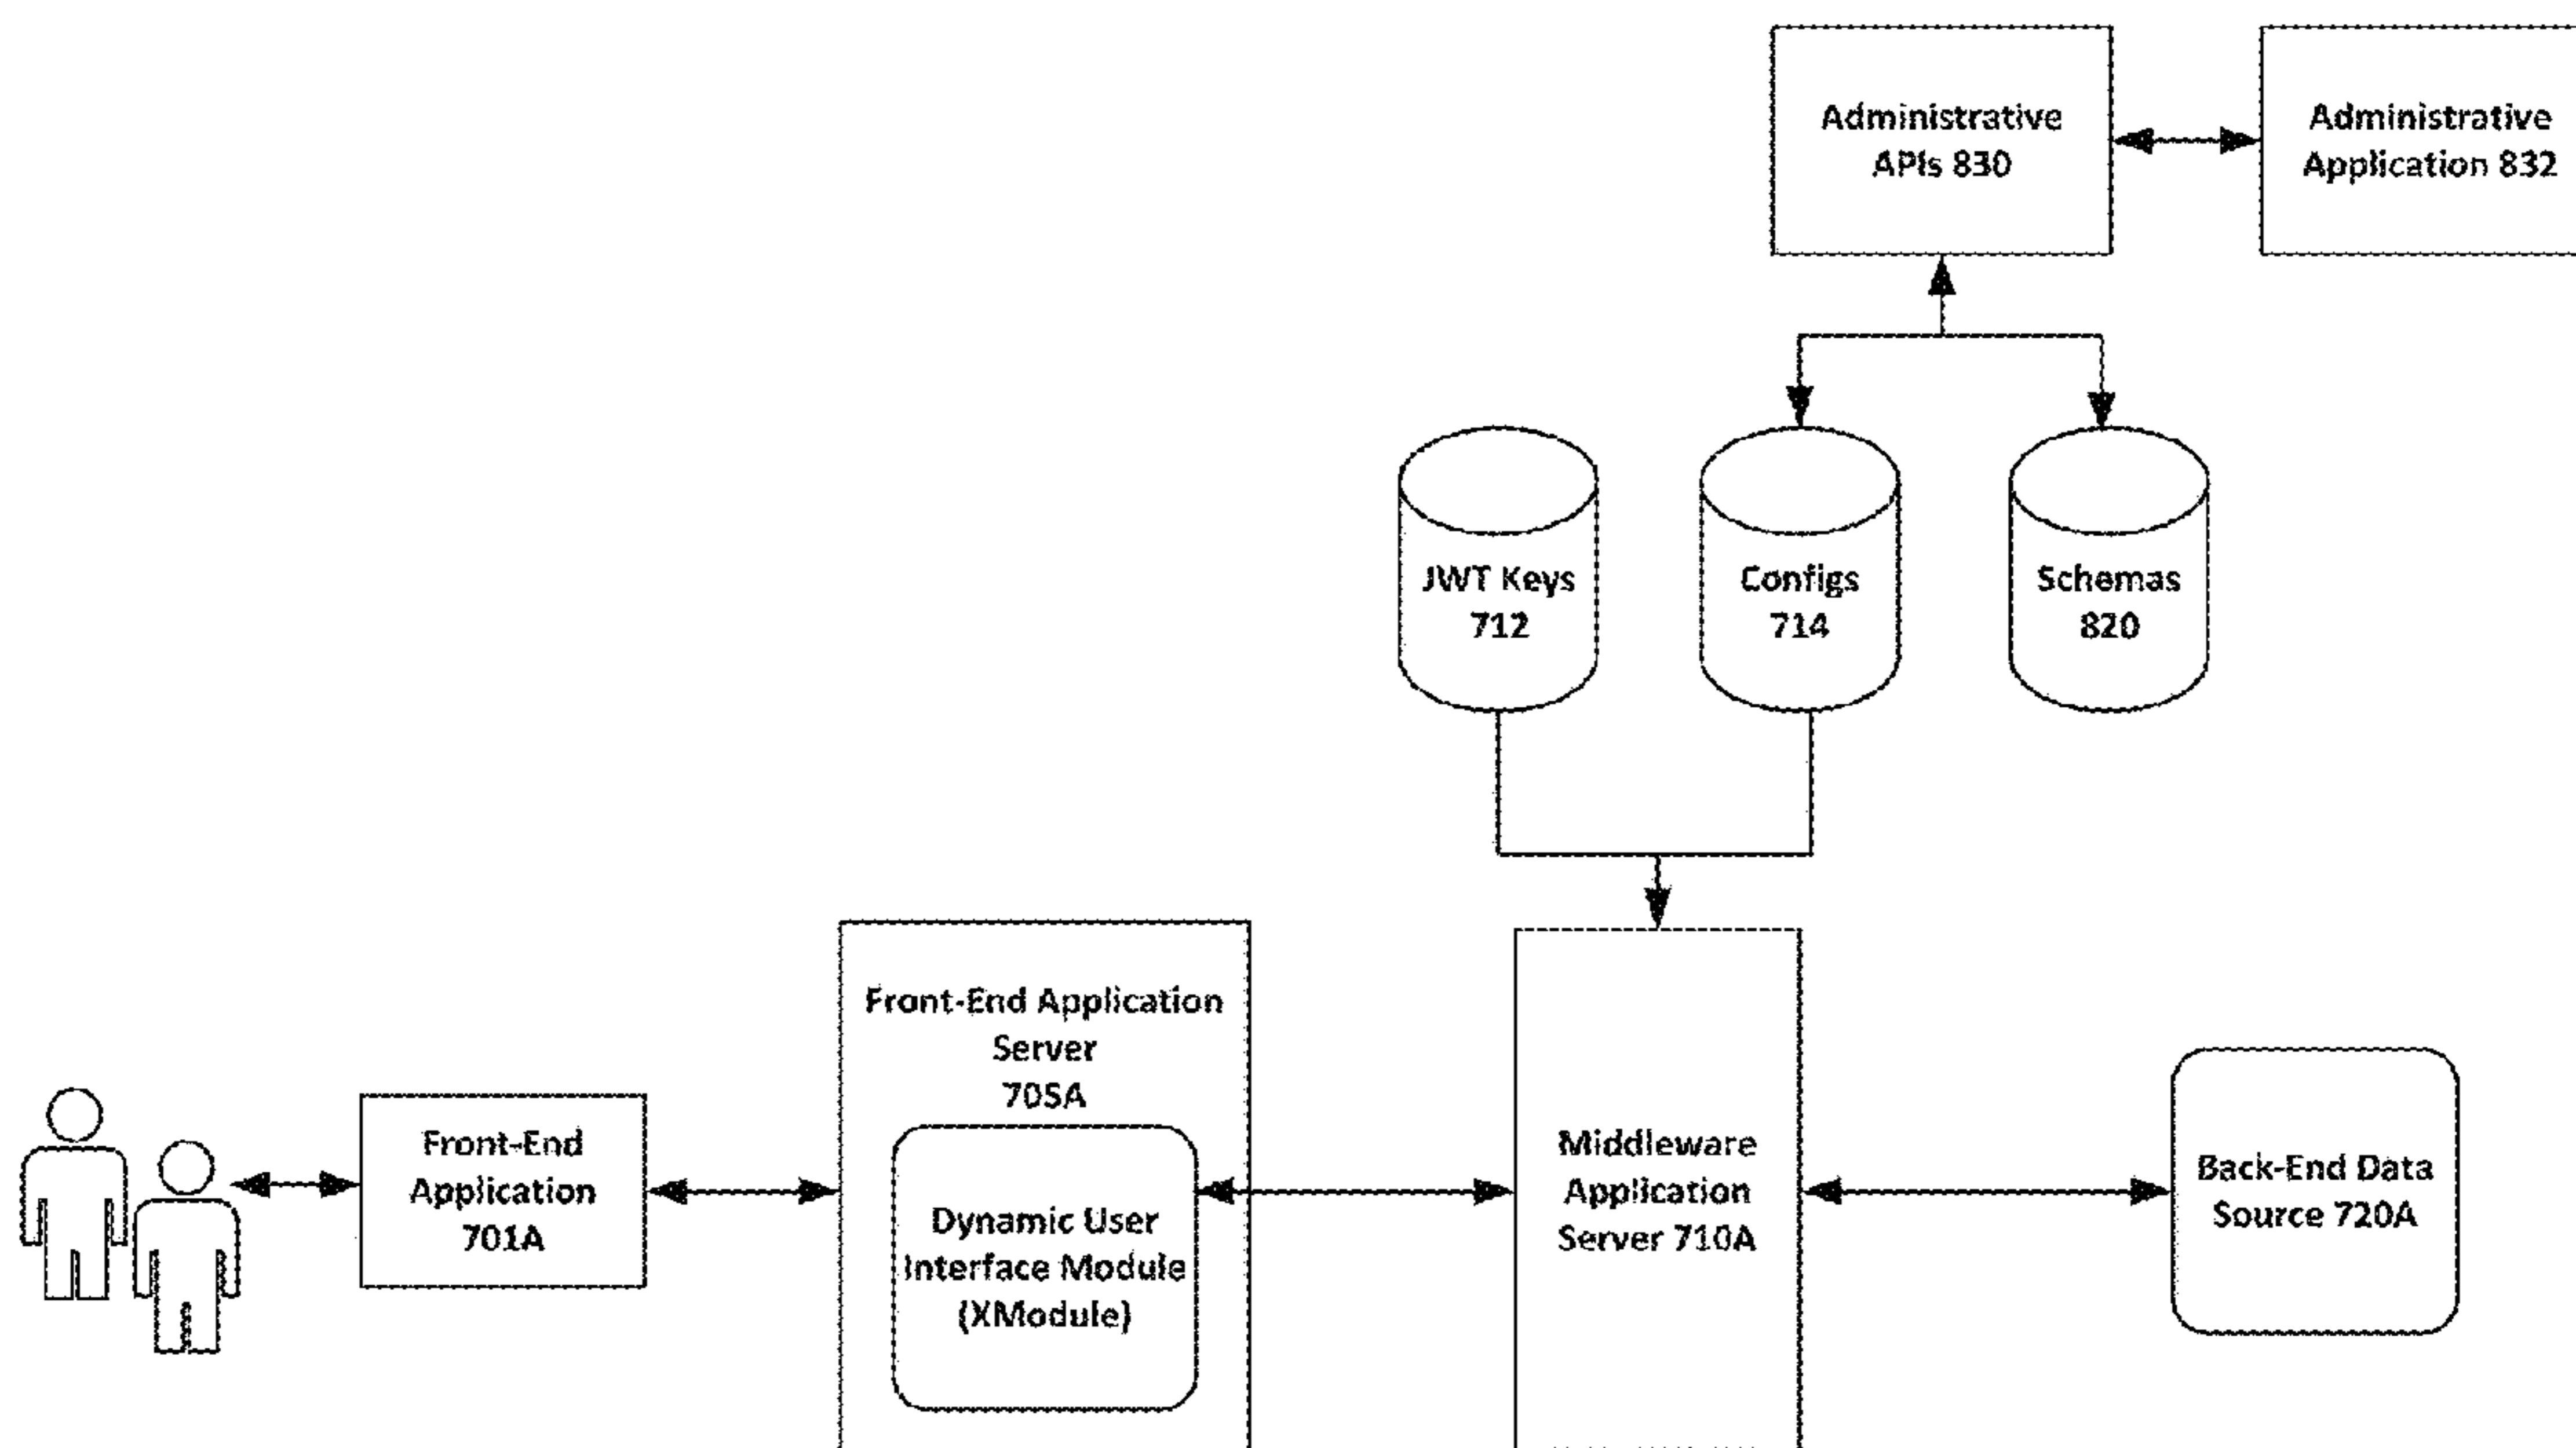 Administrative
APIs 830
Administrative
Application 832
JWT Keys
712
Configs
714
Schemas
820
Front-End Application
Server
705A
Front-End
Application
701A
Dynamic User
Interface Module
(XModule)
Middleware
Application
Server 710A
Back-End Data
Source 720A